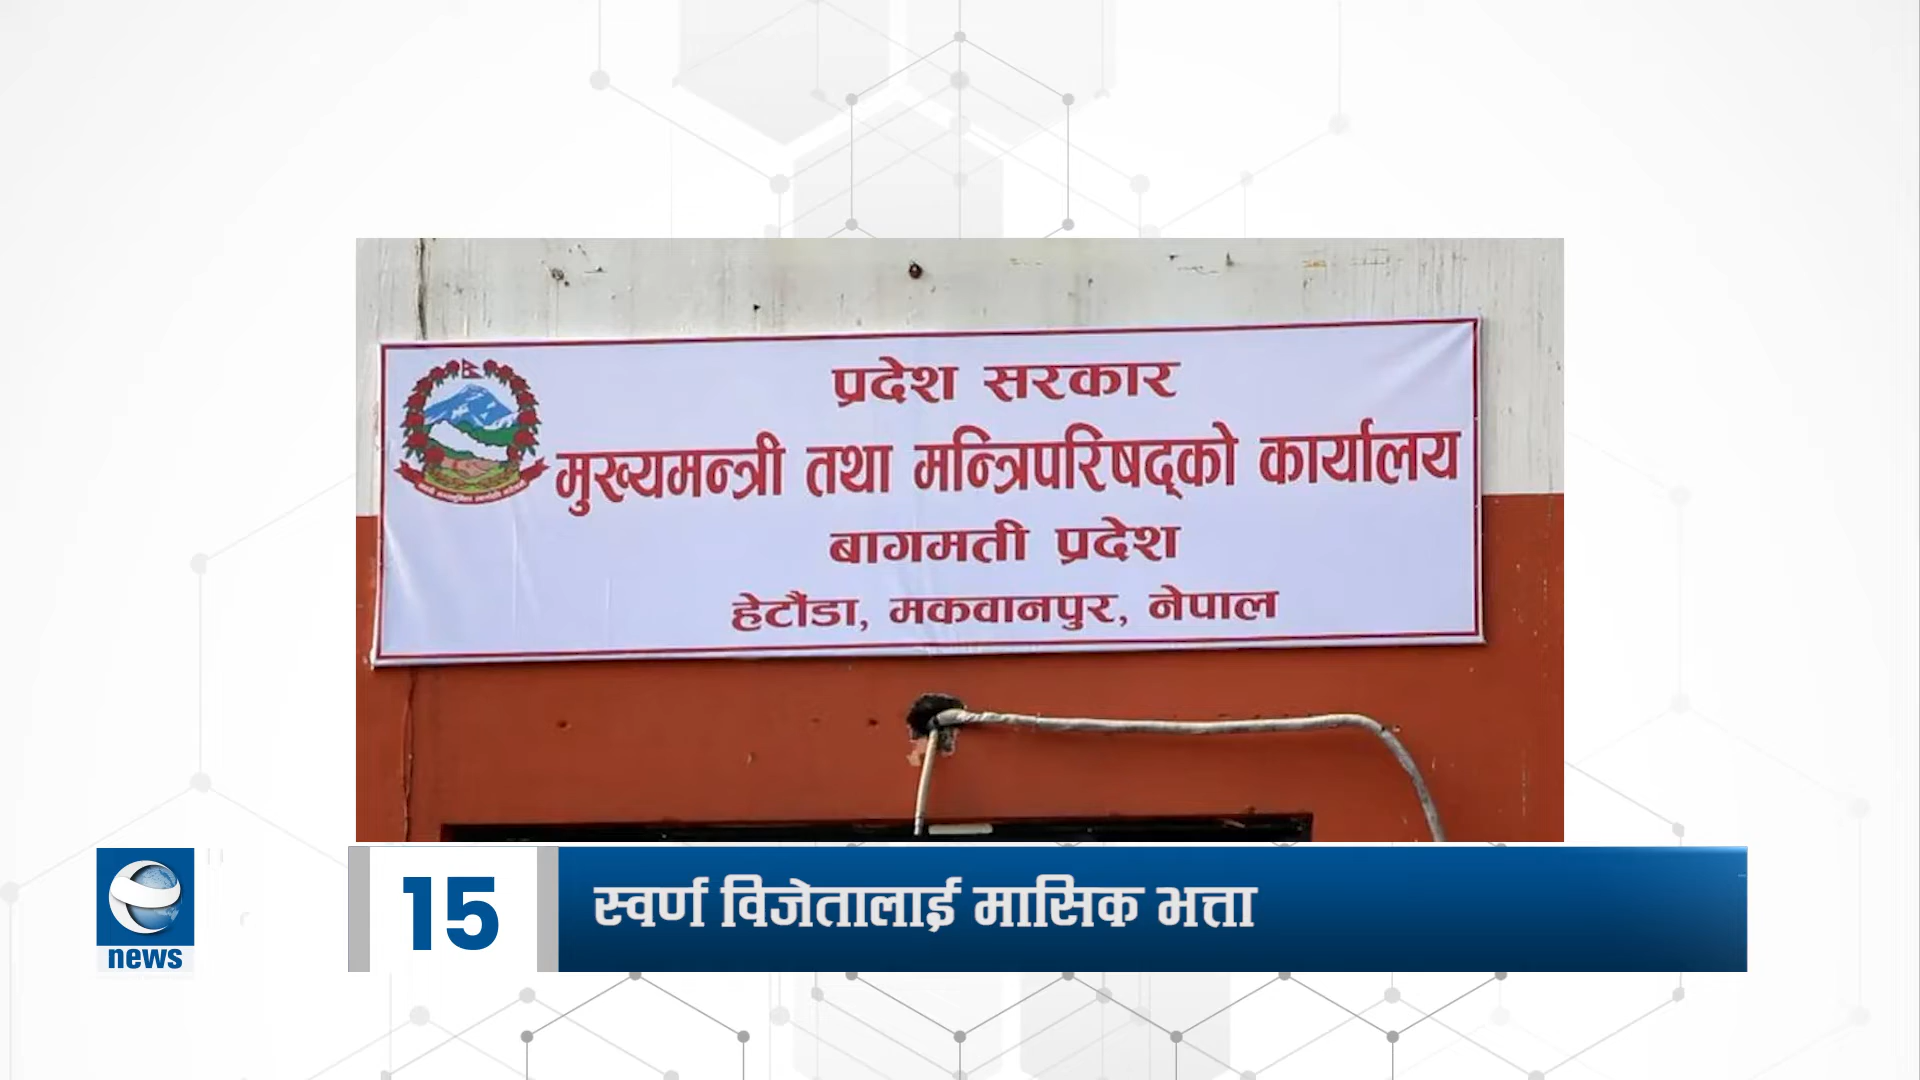 प्रदेश सरकार
मुख्यमन्त्री तथा मन्त्रिपरिषद्को कार्यालय
बागमती प्रदेश
हेटौंडा, मकवानपुर, नेपाल
15
स्वर्ण विजेतालाई मासिक भत्ता
news